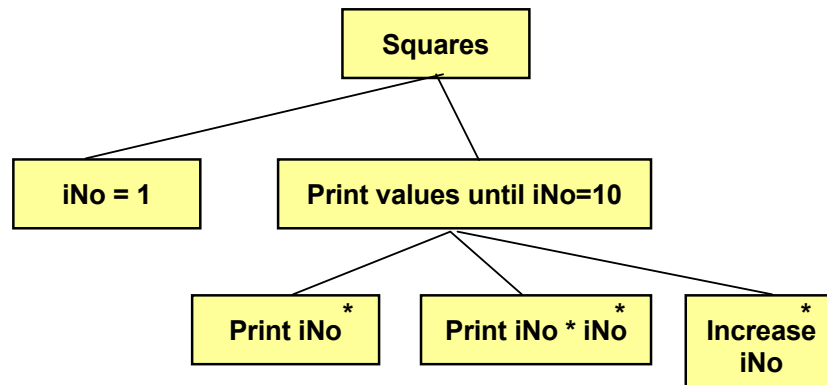 Squares
iNo = 1
Print values until iNo=10
Print iNo *
Print iNo * iNo *
*
Increase
iNo